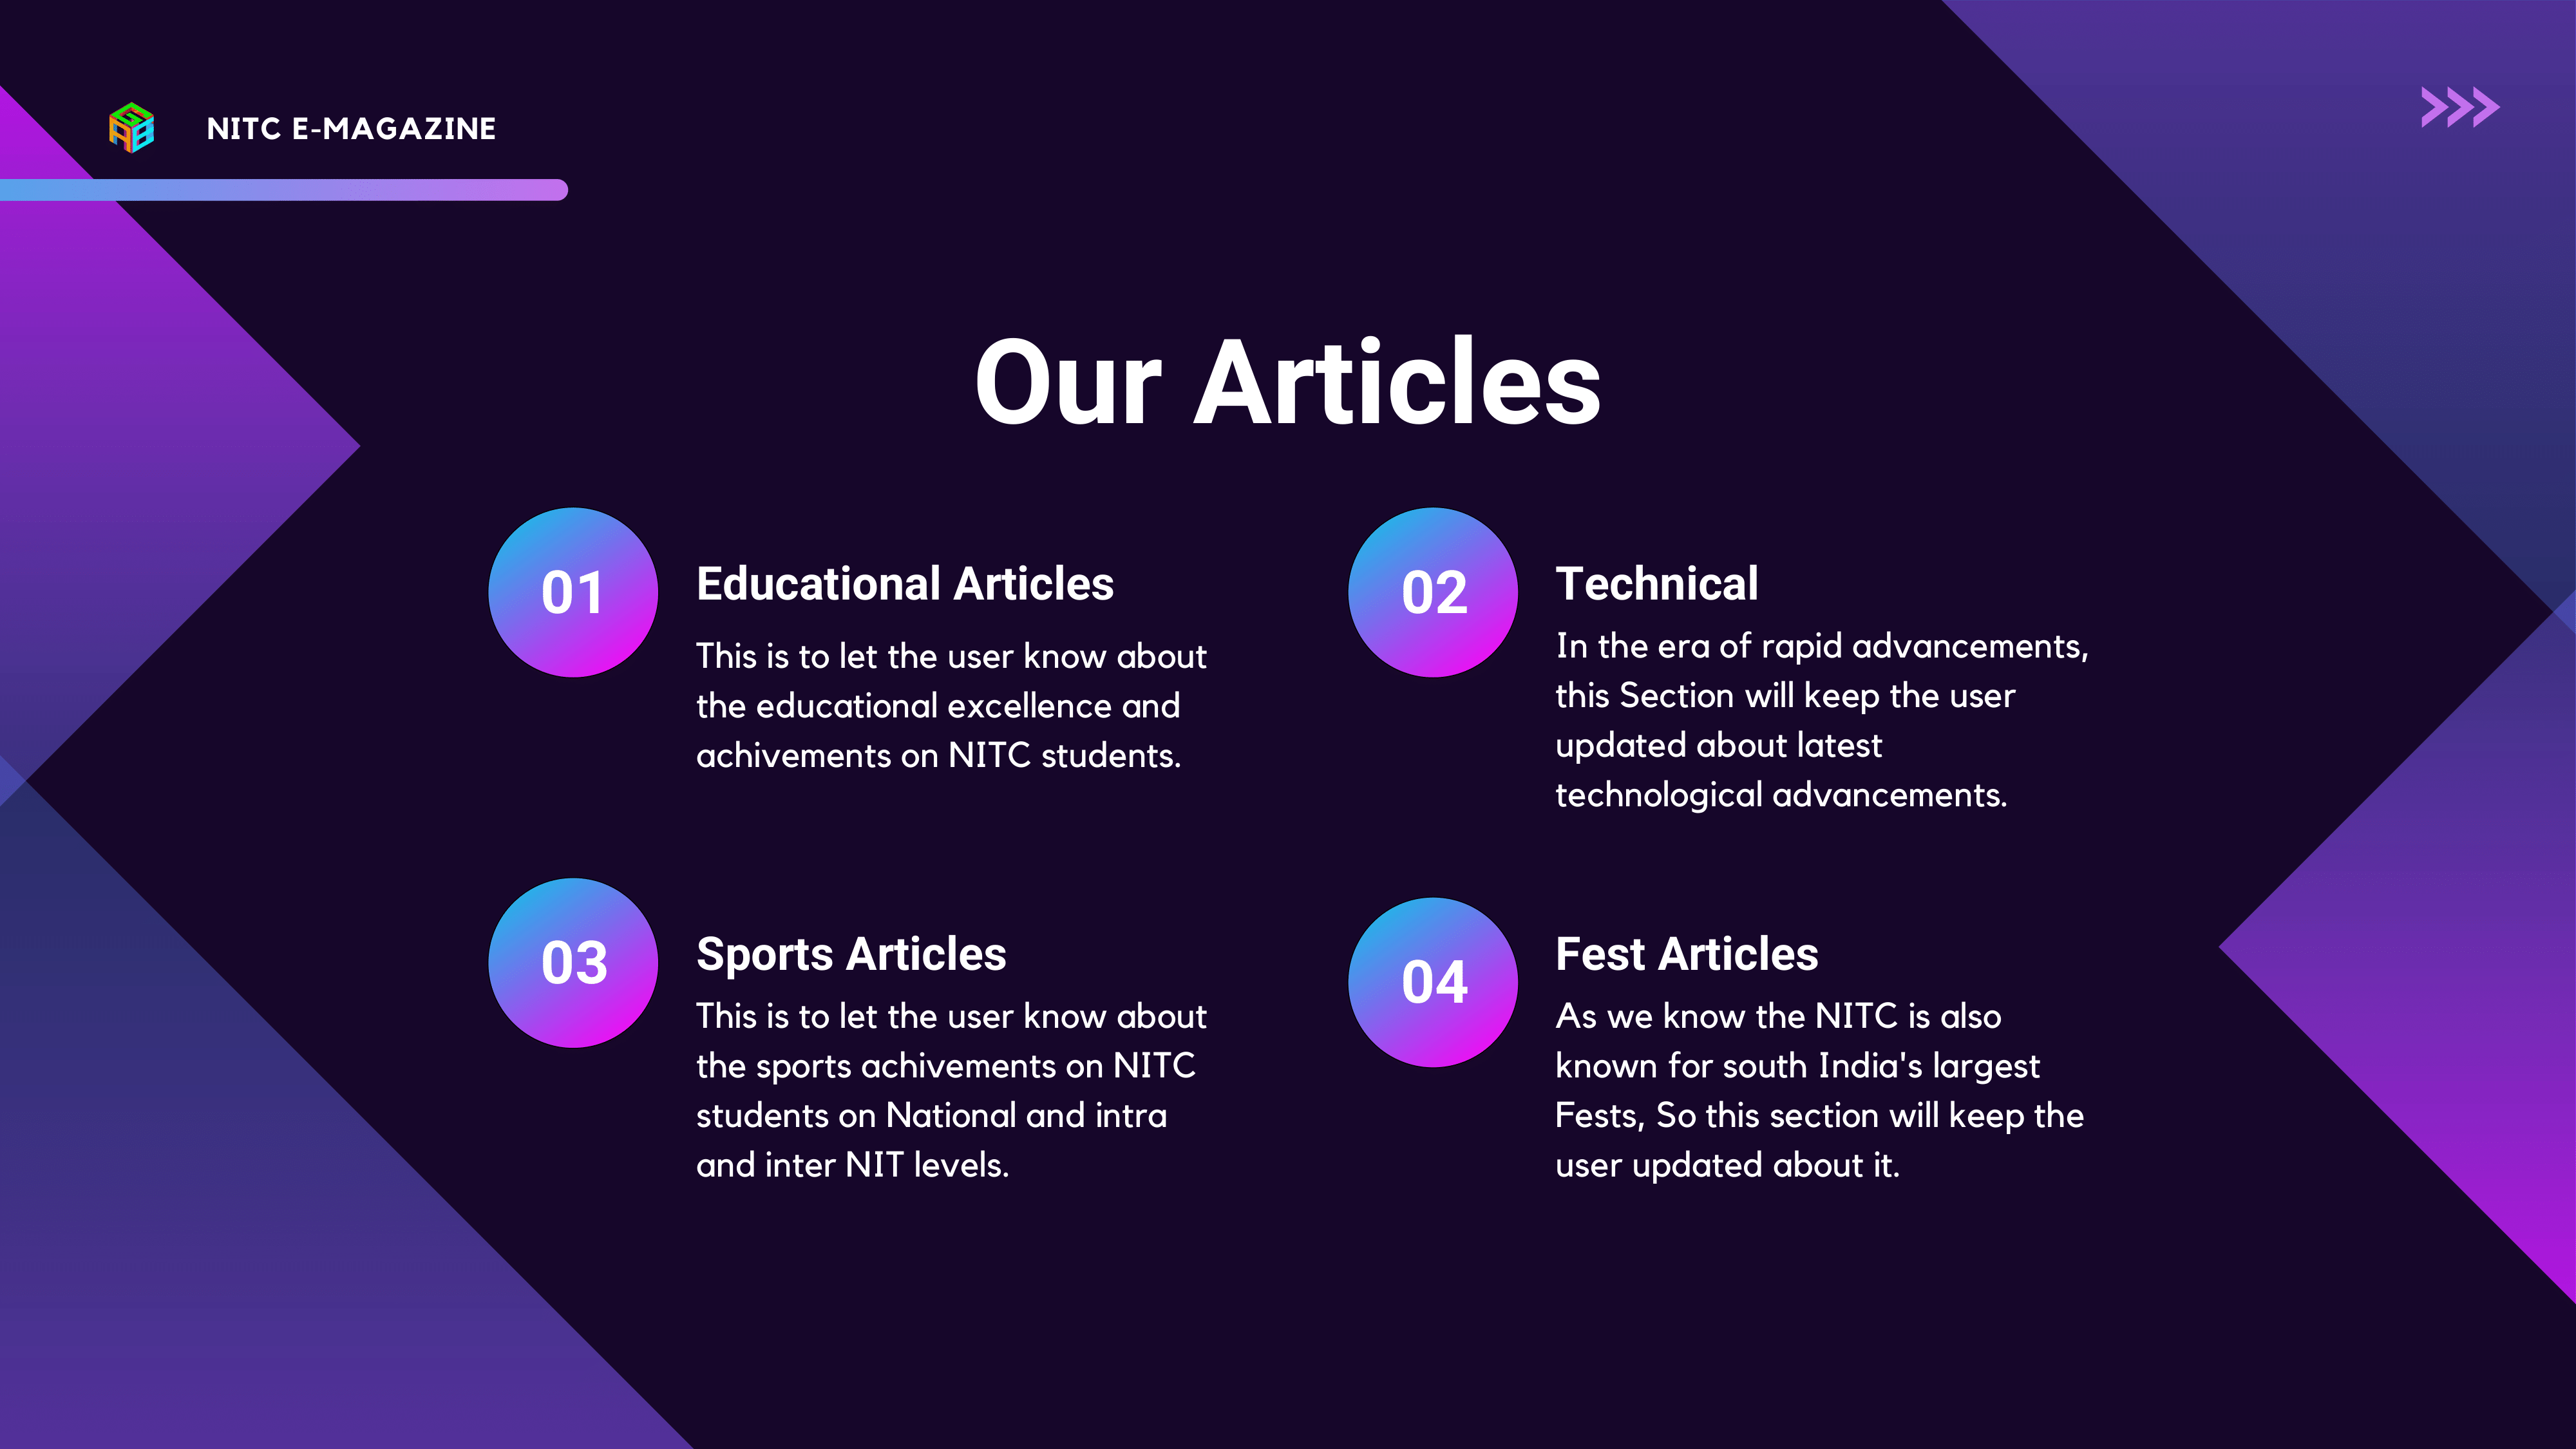 NITC E-MAGAZINE
Our Articles
01
Educational Articles
This is to let the user know about
the educational excellence and
achivements on NITC students.
02
Technical
In the era of rapid advancements,
this Section will keep the user
updated about latest
technological advancements.
03
Sports Articles
This is to let the user know about
the sports achivements on NITC
students on National and intra
and inter NIT levels.
04
Fest Articles
As we know the NITC is also
known for south India's largest
Fests, So this section will keep the
user updated about it.